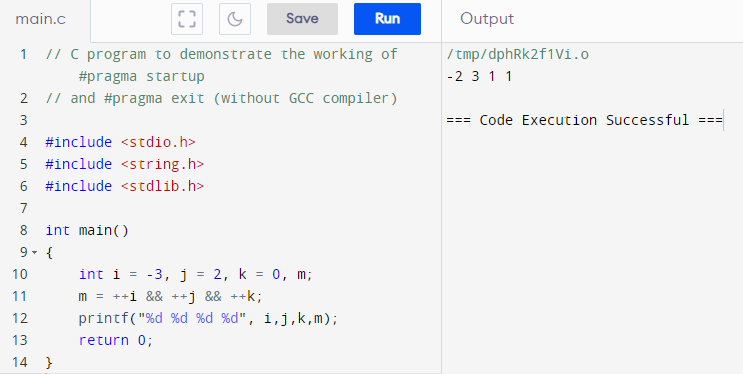 main.c Save Run Output
1 // C program to demonstrate the working of
#pragma startup
2 // and #pragma exit (without GCC compiler)
3
4 #include <stdio.h>
5 #include <string.h>
6 #include <stdlib.h>
7
8 int main()
9 {
10 int i = -3, j = 2, k = 0, m;
11 m = ++i && ++j && ++k;
12 printf("%d %d %d %d", i,j,k,m);
13 return 0;
14 }
/tmp/dphRk2f1Vi.o
-2 3 1 1
=== Code Execution Successful ===